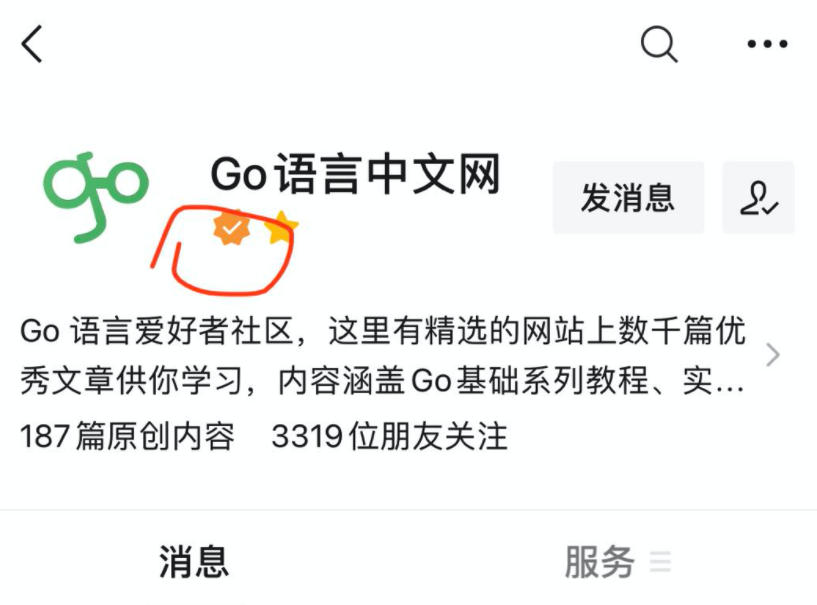 go
Go语言中文网
发消息
Go 语言爱好者社区，这里有精选的网站上数千篇优
秀文章供你学习，内容涵盖Go基础系列教程、实...
187篇原创内容 3319位朋友关注
消息 服务